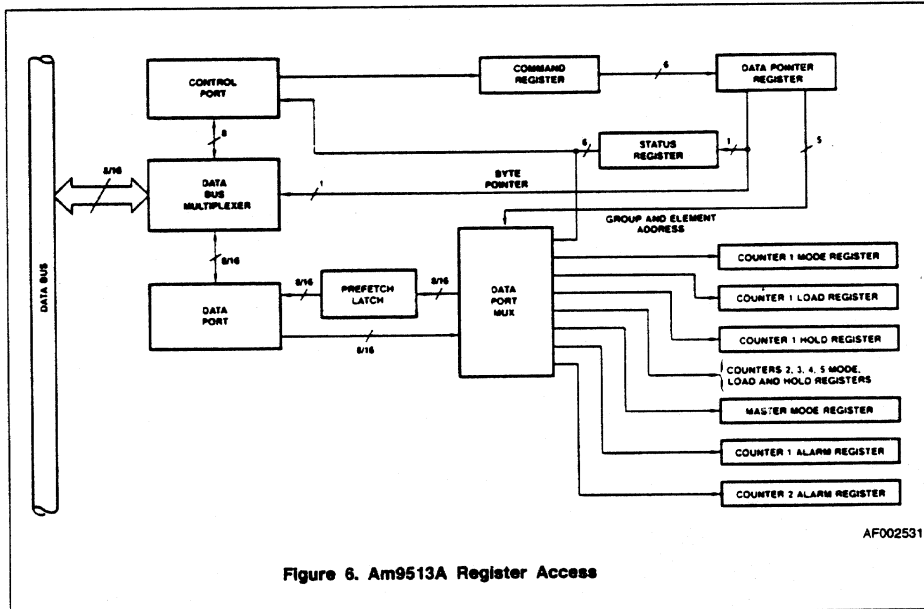 CONTROL
PORT
COMMAND
REGISTER
6
DATA POINTER
REGISTER
8
6
STATUS
REGISTER
1
5
8/16
DATA
BUS
MULTIPLEXER
1
BYTE
POINTER
GROUP AND ELEMENT
ADDRESS
DATA BUS
8/16
DATA
PORT
8/16
PREFETCH
LATCH
8/16
8/16
DATA
PORT
MUX
COUNTER 1 MODE REGISTER
COUNTER 1 LOAD REGISTER
COUNTER 1 HOLD REGISTER
COUNTERS 2, 3, 4, 5 MODE,
LOAD AND HOLD REGISTERS
MASTER MODE REGISTER
COUNTER 1 ALARM REGISTER
COUNTER 2 ALARM REGISTER
AF002531
Figure 6. Am9513A Register Access